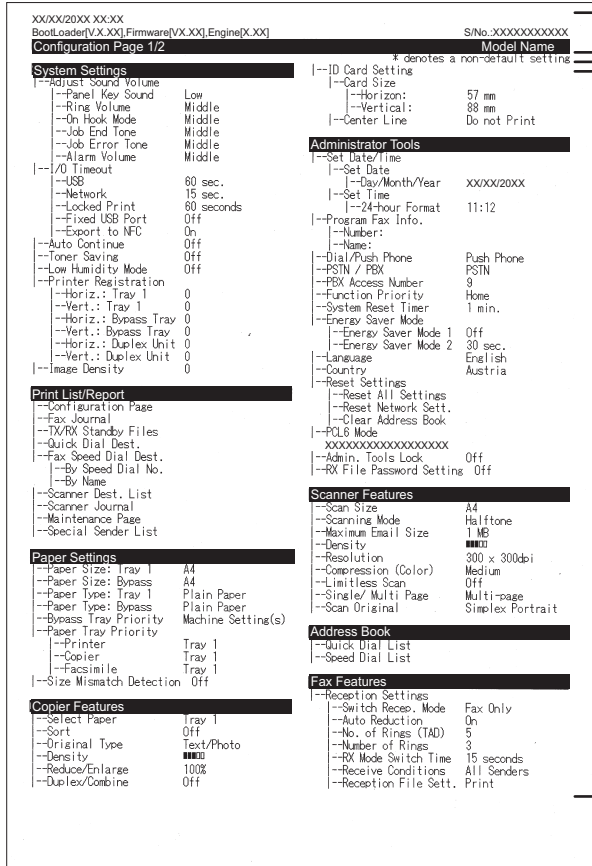 XX/XX/20XX XX:XX
BootLoader[V.X.XX],Firmware[V.XX],Engine[X.XX]
S/No.:XXXXXXXXXXX
Configuration Page 1/2
Model Name
* denotes a non-default setting
System Settings
|--Adjust Sound Volume
|--Panel Key Sound Low
|--Ring Volume Middle
|--On Hook Mode Middle
|--Job End Tone Middle
|--Job Error Tone Middle
|--Alarm Volume Middle
|--I/O Timeout
|--USB 60 sec.
|--Network 15 sec.
|--Locked Print 60 seconds
|--Fixed USB Port Off
|--Export to NFC On
|--Auto Continue Off
|--Toner Saving Off
|--Low Humidity Mode Off
|--Printer Registration
|--Horiz.: Tray 1 0
|--Vert.: Tray 1 0
|--Horiz.: Bypass Tray 0
|--Vert.: Bypass Tray 0
|--Horiz.: Duplex Unit 0
|--Vert.: Duplex Unit 0
|--Image Density 0
Print List/Report
|--Configuration Page
|--Fax Journal
|--TX/RX Standby Files
|--Quick Dial Dest.
|--Fax Speed Dial Dest.
|--By Speed Dial No.
|--By Name
|--Scanner Dest. List
|--Scanner Journal
|--Maintenance Page
|--Special Sender List
Paper Settings
|--Paper Size: Tray 1 A4
|--Paper Size: Bypass A4
|--Paper Type: Tray 1 Plain Paper
|--Paper Type: Bypass Plain Paper
|--Bypass Tray Priority Machine Setting(s)
|--Paper Tray Priority
|--Printer Tray 1
|--Copier Tray 1
|--Facsimile Tray 1
|--Size Mismatch Detection Off
Copier Features
|--Select Paper Tray 1
|--Sort Off
|--Original Type Text/Photo
|--Density
|--Reduce/Enlarge 100%
|--Duplex/Combine Off
|--ID Card Setting
|--Card Size
|--Horizon: 57 mm
|--Vertical: 88 mm
|--Center Line Do not Print
Administrator Tools
|--Set Date/Time
|--Set Date
|--Day/Month/Year XX/XX/20XX
|--Set Time
|--24-hour Format 11:12
|--Program Fax Info.
|--Number:
|--Name:
|--Dial/Push Phone Push Phone
|--PSTN / PBX PSTN
|--PBX Access Number 9
|--Function Priority Home
|--System Reset Timer 1 min.
|--Energy Saver Mode
|--Energy Saver Mode 1 Off
|--Energy Saver Mode 2 30 sec.
|--Language English
|--Country Austria
|--Reset Settings
|--Reset All Settings
|--Reset Network Sett.
|--Clear Address Book
|--PCL6 Mode
XXXXXXXXXXXXXXXXXXX
|--Admin. Tools Lock Off
|--RX File Password Setting Off
Scanner Features
|--Scan Size A4
|--Scanning Mode Halftone
|--Maximum Email Size 1 MB
|--Density
|--Resolution 300 x 300dpi
|--Compression (Color) Medium
|--Limitless Scan Off
|--Single/ Multi Page Multi-page
|--Scan Original Simplex Portrait
Address Book
|--Quick Dial List
|--Speed Dial List
Fax Features
|--Reception Settings
|--Switch Recep. Mode Fax Only
|--Auto Reduction On
|--No. of Rings (TAD) 5
|--Number of Rings 3
|--RX Mode Switch Time 15 seconds
|--Receive Conditions All Senders
|--Reception File Sett. Print